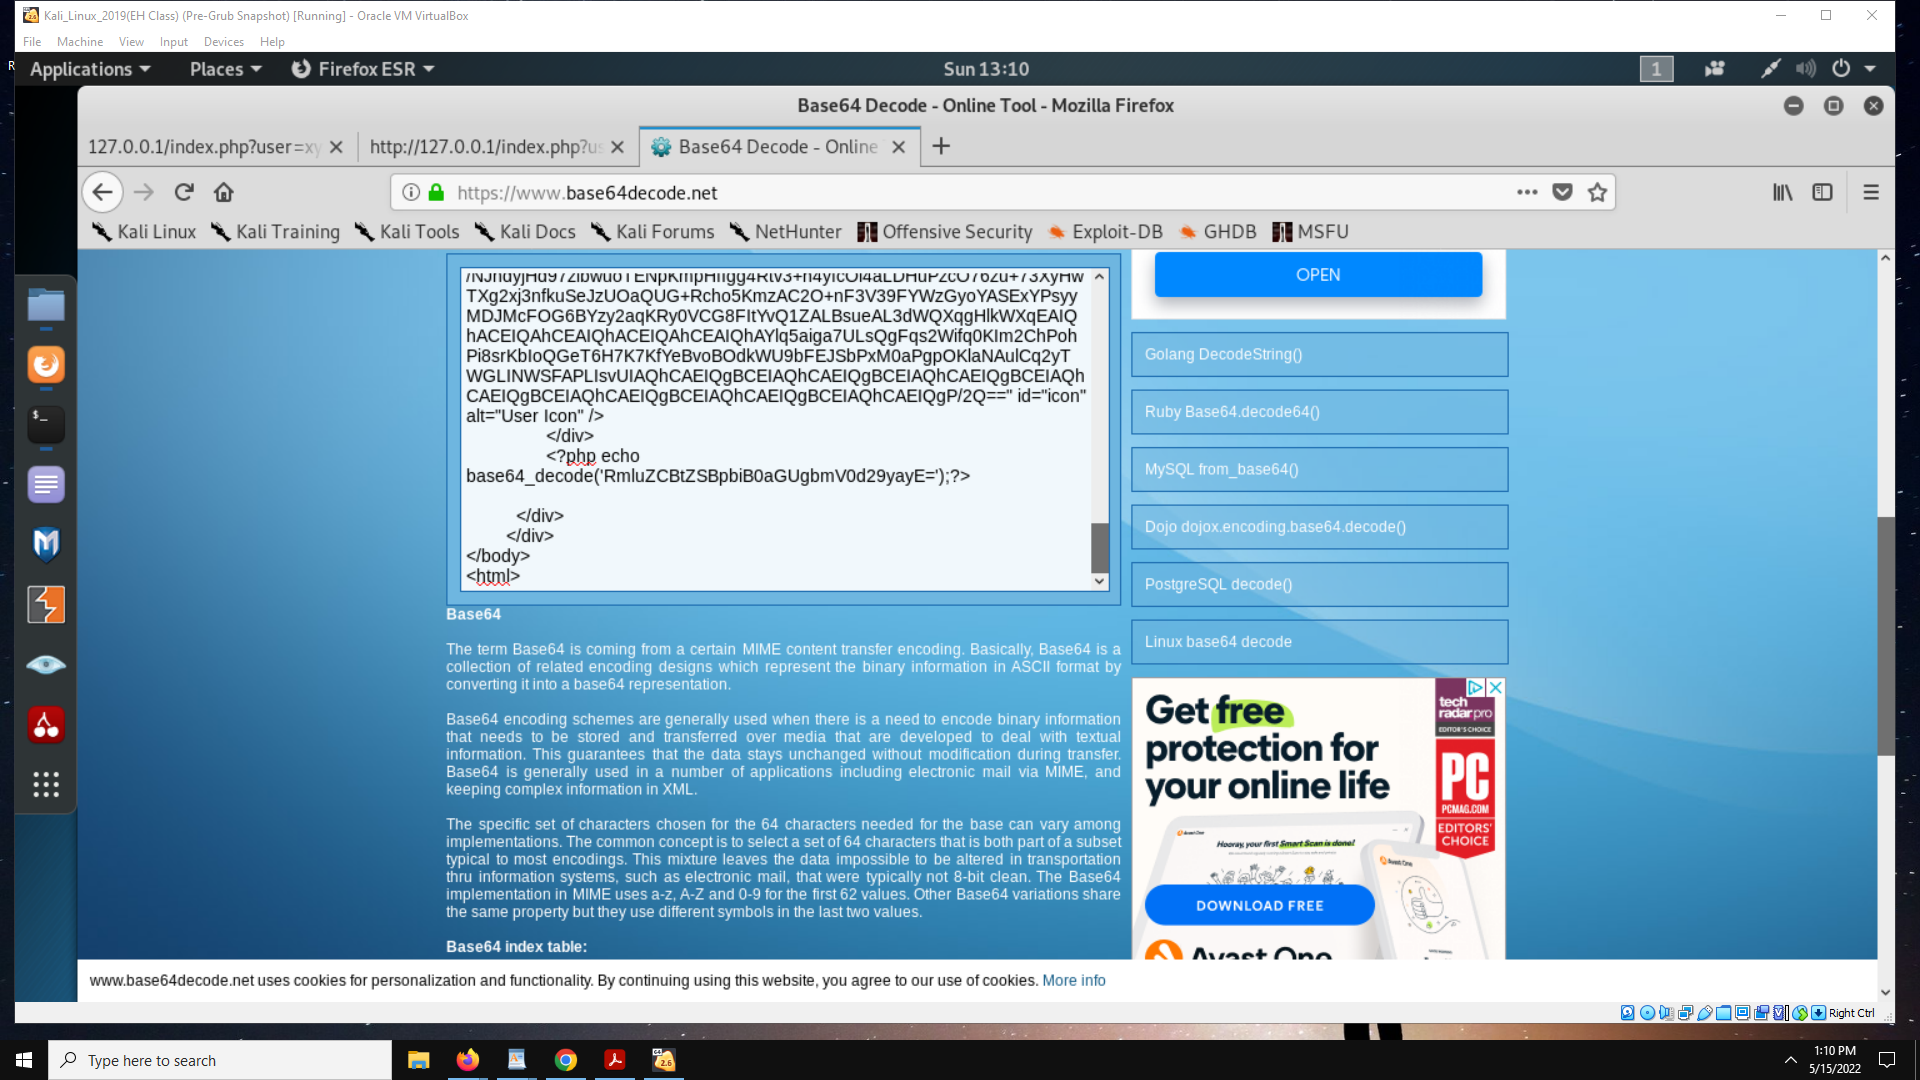 Kali_Linux_2019(EH Class) (Pre-Grub Snapshot) [Running] - Oracle VM VirtualBox
File Machine View Input Devices Help
Applications Places Firefox ESR Sun 13:10 1
Base64 Decode - Online Tool - Mozilla Firefox
127.0.0.1/index.php?user=xy http://127.0.0.1/index.php?us Base64 Decode - Online
https://www.base64decode.net
Kali Linux Kali Training Kali Tools Kali Docs Kali Forums NetHunter Offensive Security Exploit-DB GHDB MSFU
TXg2xj3nfkuSeJzUOaQUG+Rcho5KmzAC2O+nF3V39FYWzGyoYASExYPsyy
MDJMcFOG6BYzy2aqKRy0VCG8FItYvQ1ZALBsueAL3dWQXqgHlkWXqEAIQ
hACEIQAhCEAIQhACEIQAhCEAIQhAYlq5aiga7ULsQgFqs2Wifq0KIm2ChPoh
Pi8srKbIoQGeT6H7K7KfYeBvoBOdkWU9bFEJSbPxM0aPgpOKlaNAulCq2yT
WGLINWSFAPLIsvUIAQhCAEIQgBCEIAQhCAEIQgBCEIAQhCAEIQgBCEIAQh
CAEIQgBCEIAQhCAEIQgBCEIAQhCAEIQgBCEIAQhCAEIQgP/2Q==" id="icon"
alt="User Icon" />
</div>
<?php echo
base64_decode('RmluZCBtZSBpbiB0aGUgbmV0d29yayE=');?>
</div>
</div>
</body>
<html>
Base64
The term Base64 is coming from a certain MIME content transfer encoding. Basically, Base64 is a
collection of related encoding designs which represent the binary information in ASCII format by
converting it into a base64 representation.
Base64 encoding schemes are generally used when there is a need to encode binary information
that needs to be stored and transferred over media that are developed to deal with textual
information. This guarantees that the data stays unchanged without modification during transfer.
Base64 is generally used in a number of applications including electronic mail via MIME, and
keeping complex information in XML.
The specific set of characters chosen for the 64 characters needed for the base can vary among
implementations. The common concept is to select a set of 64 characters that is both part of a subset
typical to most encodings. This mixture leaves the data impossible to be altered in transportation
thru information systems, such as electronic mail, that were typically not 8-bit clean. The Base64
implementation in MIME uses a-z, A-Z and 0-9 for the first 62 values. Other Base64 variations share
the same property but they use different symbols in the last two values.
Base64 index table:
OPEN
Golang DecodeString()
Ruby Base64.decode64()
MySQL from_base64()
Dojo dojox.encoding.base64.decode()
PostgreSQL decode()
Linux base64 decode
Get free
protection for
your online life
tech
radar pro
EDITOR'S CHOICE
PC
PCMAG.COM
EDITORS'
CHOICE
Avast One
Hooray, your first Smart Scan is done!
Avast One
DOWNLOAD FREE
Avast One
www.base64decode.net uses cookies for personalization and functionality. By continuing using this website, you agree to our use of cookies. More info
Right Ctrl
Type here to search
1:10 PM
5/15/2022